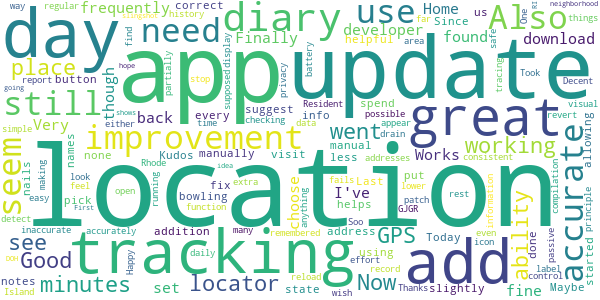 way regular history correct frequently
One things
neighborhood
RI
diary use Home us
Since area safe
day need Also
developer
Finally found helpful
download
find app update
place button though
report display supposed privacy battery partially stop
tracing
Took Decent
still
going hope
back suggest Resident info checking
spend
great visual
possible revert
seem Very improvement went working accurate
none every time data
appear drain
simple feel names Kudos manually visit either manual less Works
allowing
look Rhode I've consistent
addresses
nails
location
easy making pick bowling fix extra helps Last put lower rest
open function anything fails
idea
tracking add ability
detect patch even
started principle compilation
inaccurate accurately addition many choose address GPS
remembered
information
GJGR
see Happy daily using Today icon done
passive
notes Good minutes locator Now slightly fine
first
effort
label control
Island set state reload record Soo Thanks Maybe
wish
shows
running